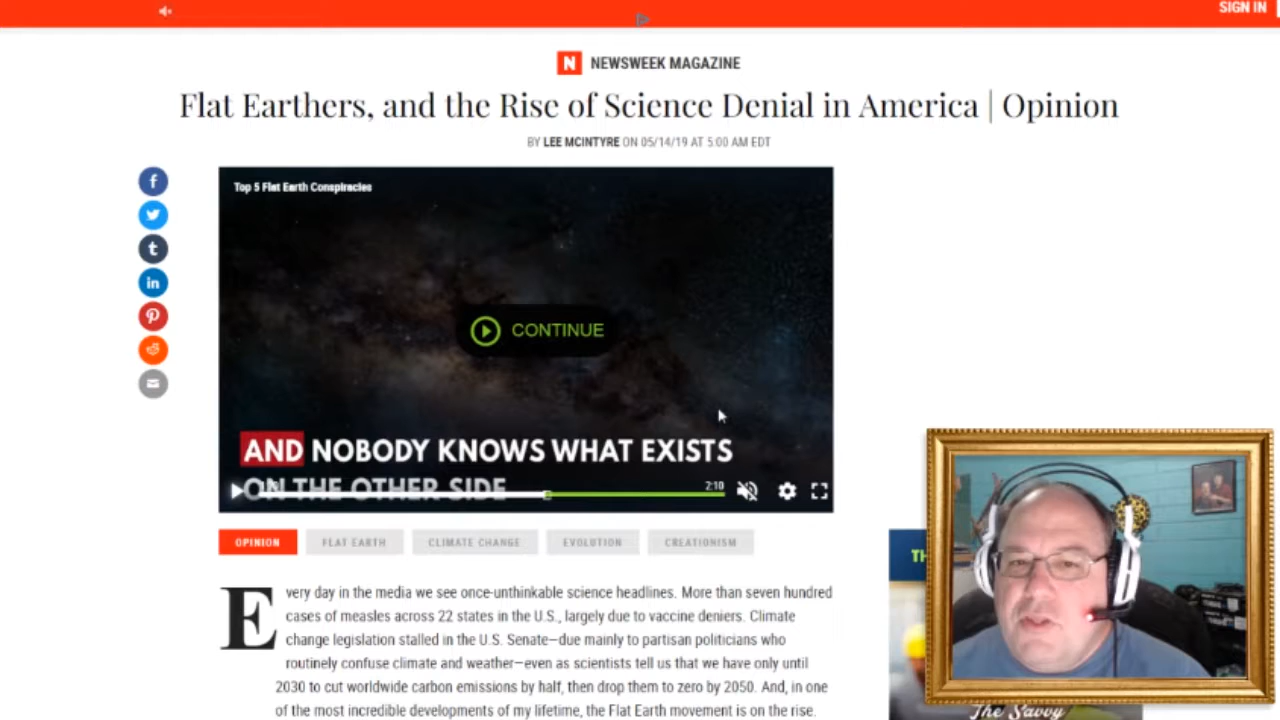 SIGN IN
N NEWSWEEK MAGAZINE
Flat Earthers, and the Rise of Science Denial in America | Opinion
BY LEE MCINTYRE ON 05/14/19 AT 5:00 AM EDT
Top 5 Flat Earth Conspiracies
CONTINUE
AND NOBODY KNOWS WHAT EXISTS
ON THE OTHER SIDE
2:10
OPINION
FLAT EARTH
CLIMATE CHANGE
EVOLUTION
CREATIONISM
Every day in the media we see once-unthinkable science headlines. More than seven hundred
cases of measles across 22 states in the U.S., largely due to vaccine deniers. Climate
change legislation stalled in the U.S. Senate—due mainly to partisan politicians who
routinely confuse climate and weather—even as scientists tell us that we have only until
2030 to cut worldwide carbon emissions by half, then drop them to zero by 2050. And, in one
of the most incredible developments of my lifetime, the Flat Earth movement is on the rise.
The Savvy